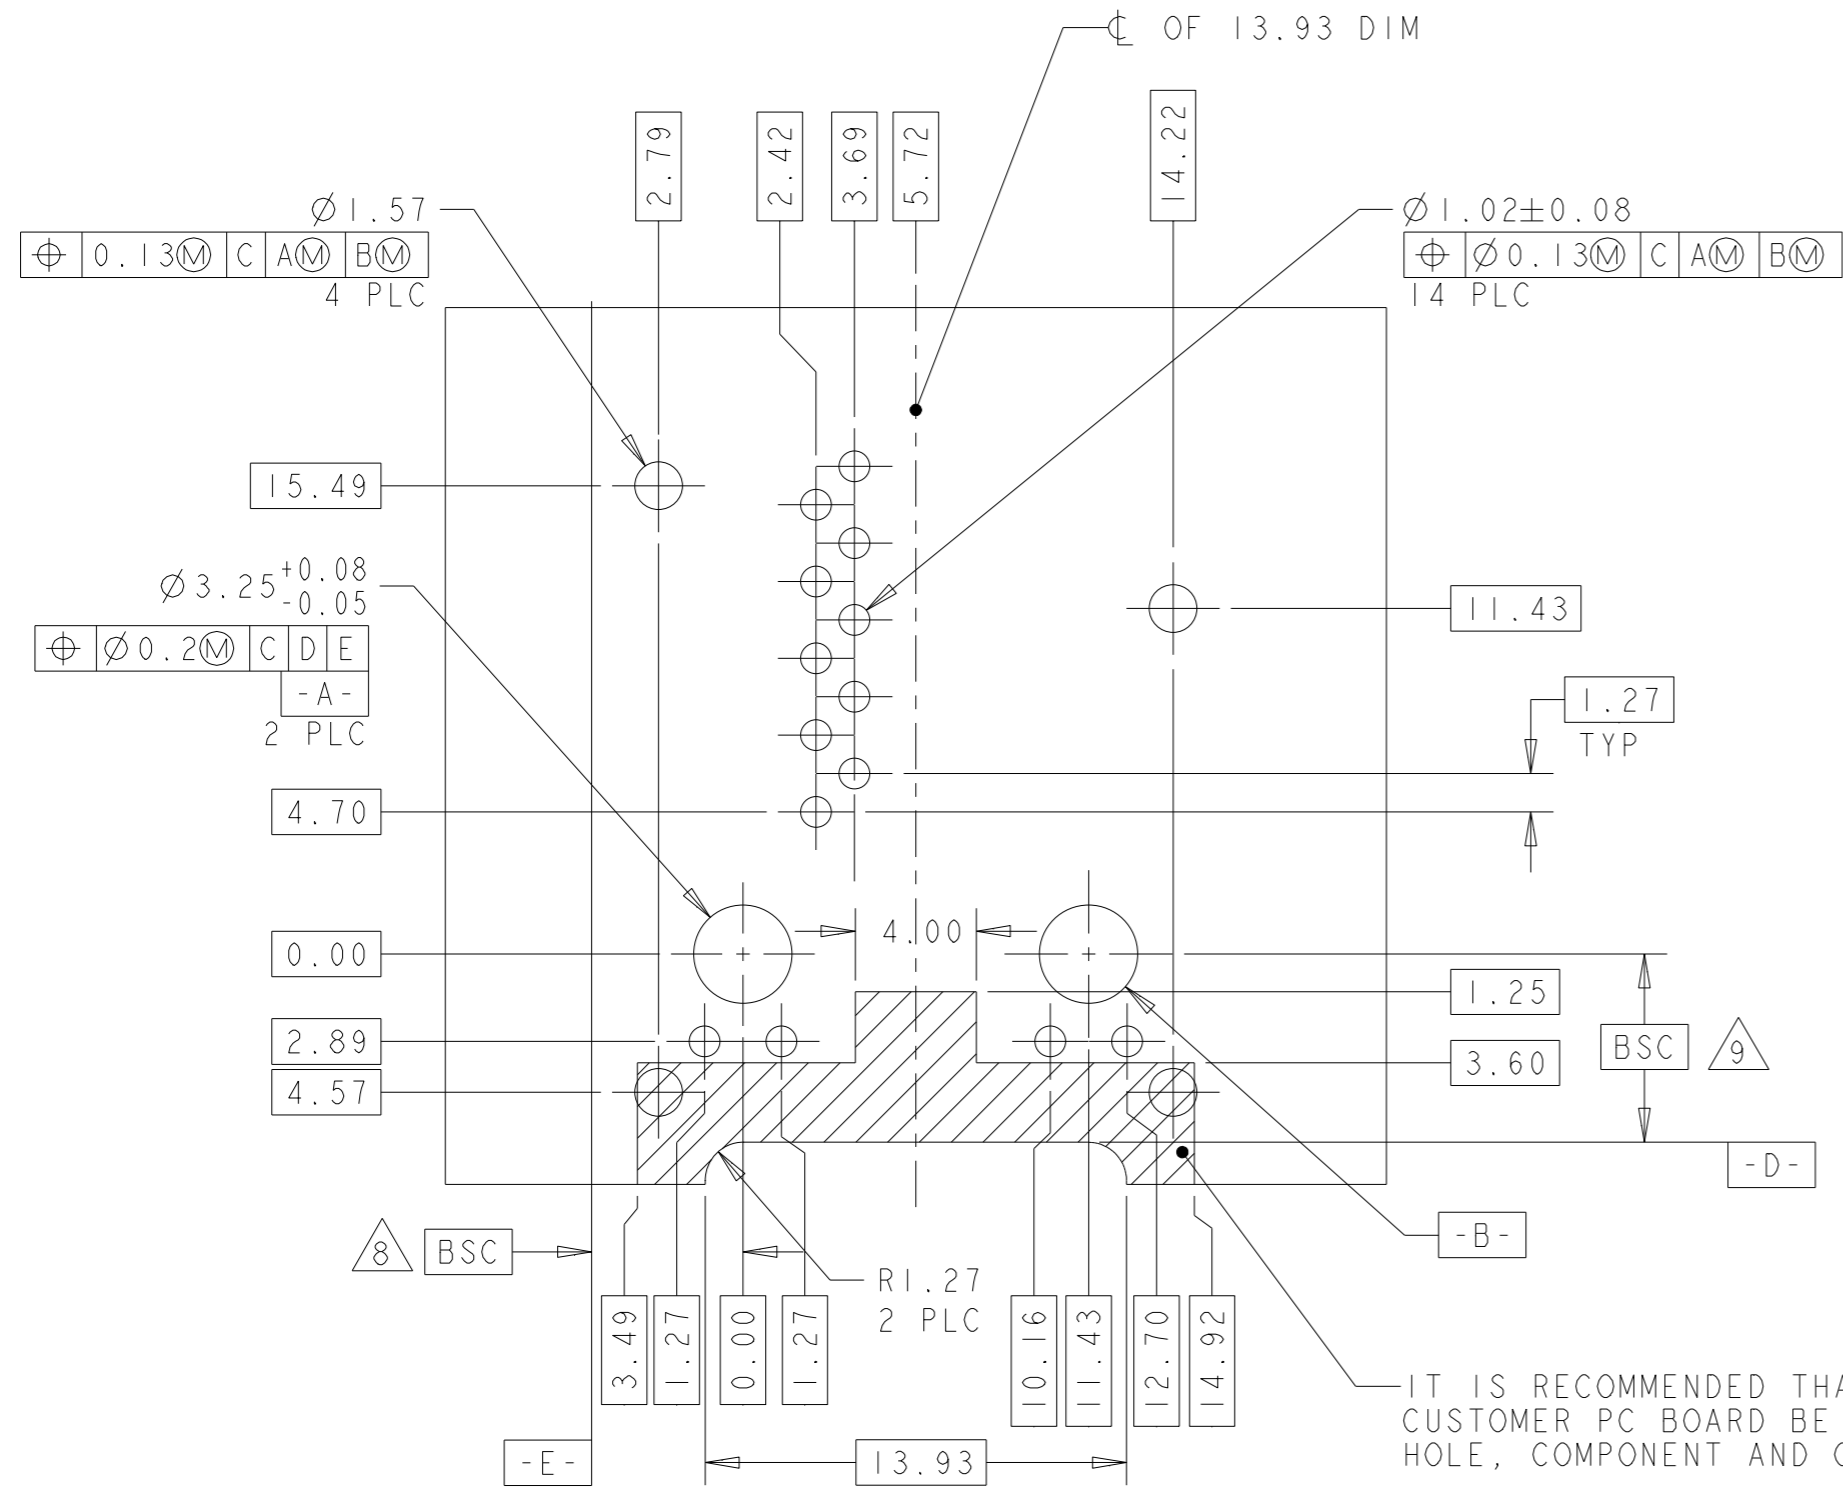 ℄ OF 13.93 DIM
2.79
2.42
3.69
5.72
14.22
Ø1.57
⌖ 0.13Ⓜ C AⓂ BⓂ
4 PLC
Ø1.02±0.08
⌖ Ø0.13Ⓜ C AⓂ BⓂ
14 PLC
15.49
Ø3.25 +0.08
-0.05
⌖ Ø0.2Ⓜ C D E
-A-
2 PLC
11.43
1.27
TYP
4.70
4.00
0.00
1.25
2.89
BSC 9
3.60
4.57
-D-
8 BSC
-B-
R1.27
2 PLC
3.49
1.27
0.00
1.27
10.16
11.43
12.70
14.92
IT IS RECOMMENDED THA
CUSTOMER PC BOARD BE
HOLE, COMPONENT AND
-E-
13.93